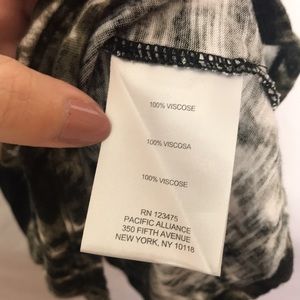 100% VISCOSE
100% VISCOSA
100% VISCOSE
RN 123475
PACIFIC ALLIANCE
350 FIFTH AVENUE
NEW YORK, NY 10118